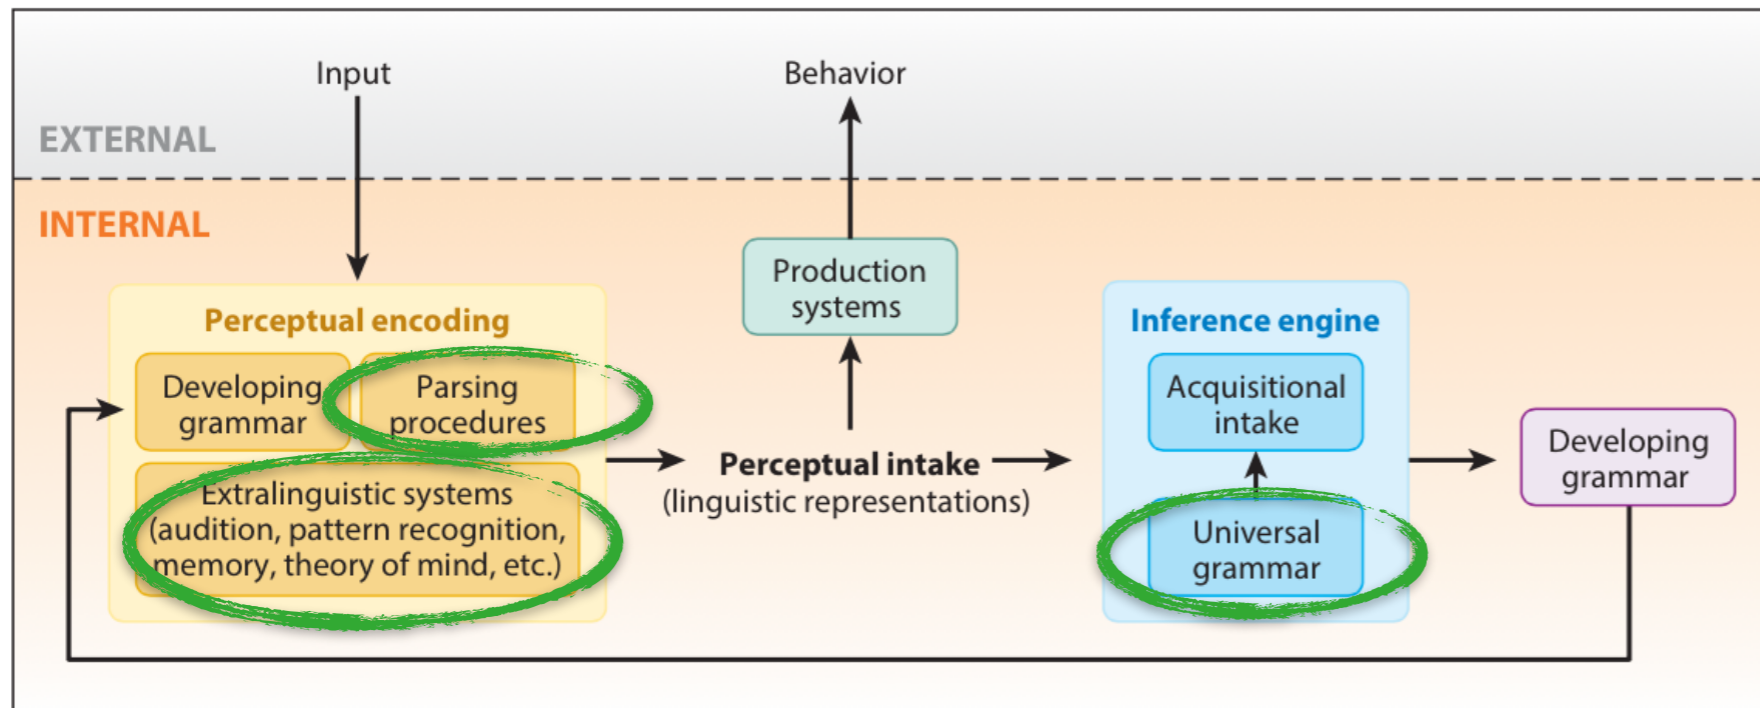 Input
Behavior
EXTERNAL
INTERNAL
Production
systems
Perceptual encoding
Inference engine
Developing
grammar
Parsing
procedures
Acquisitional
intake
Developing
grammar
Perceptual intake
(linguistic representations)
Extralinguistic systems
(audition, pattern recognition,
memory, theory of mind, etc.)
Universal
grammar